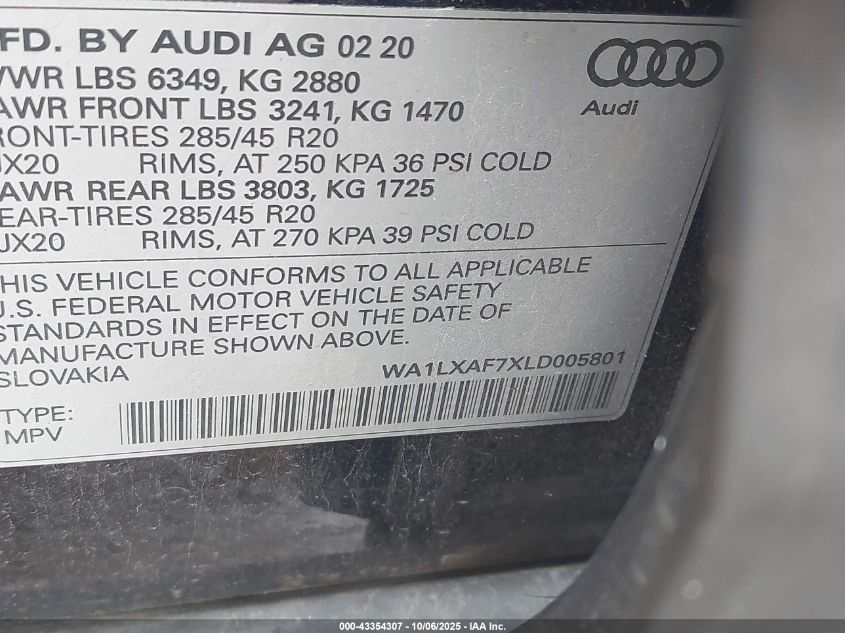 FD. BY AUDI AG 02 20
VWR LBS 6349, KG 2880
AWR FRONT LBS 3241, KG 1470
RONT-TIRES 285/45 R20
JX20 RIMS, AT 250 KPA 36 PSI COLD
AWR REAR LBS 3803, KG 1725
EAR-TIRES 285/45 R20
JX20 RIMS, AT 270 KPA 39 PSI COLD
Audi
HIS VEHICLE CONFORMS TO ALL APPLICABLE
U.S. FEDERAL MOTOR VEHICLE SAFETY
STANDARDS IN EFFECT ON THE DATE OF
MANUFACTURE SHOWN ABOVE.
SLOVAKIA WA1LXAF7XLD005801
TYPE:
MPV
000-43354307 - 10/06/2025 - IAA Inc.